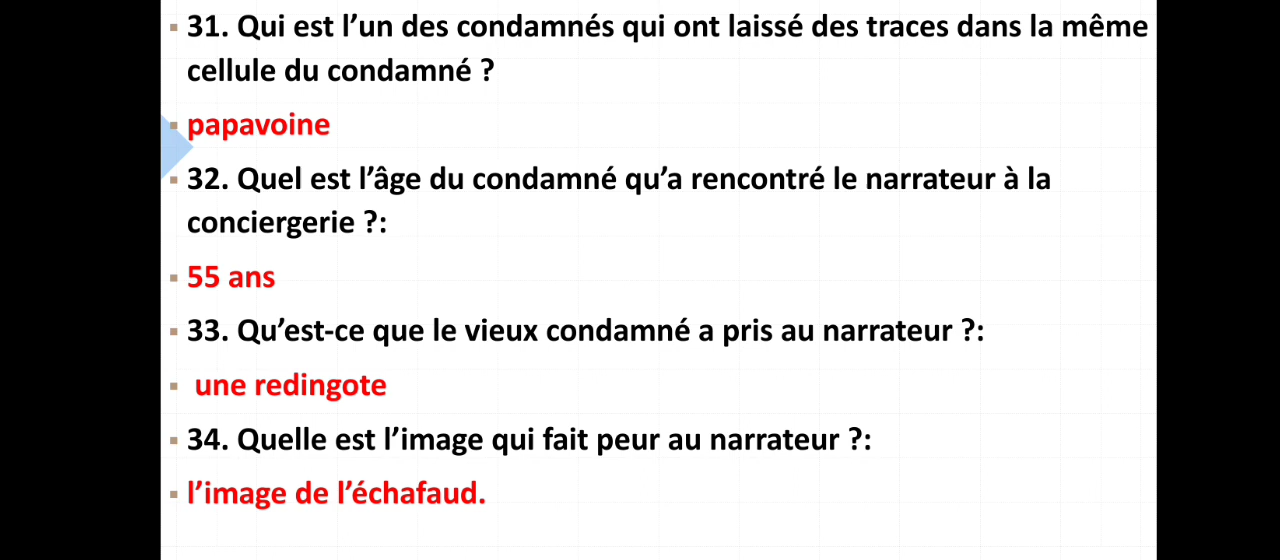 31. Qui est l’un des condamnés qui ont laissé des traces dans la même
cellule du condamné ?
papavoine
32. Quel est l’âge du condamné qu’a rencontré le narrateur à la
conciergerie ?:
55 ans
33. Qu’est-ce que le vieux condamné a pris au narrateur ?:
une redingote
34. Quelle est l’image qui fait peur au narrateur ?:
l’image de l’échafaud.